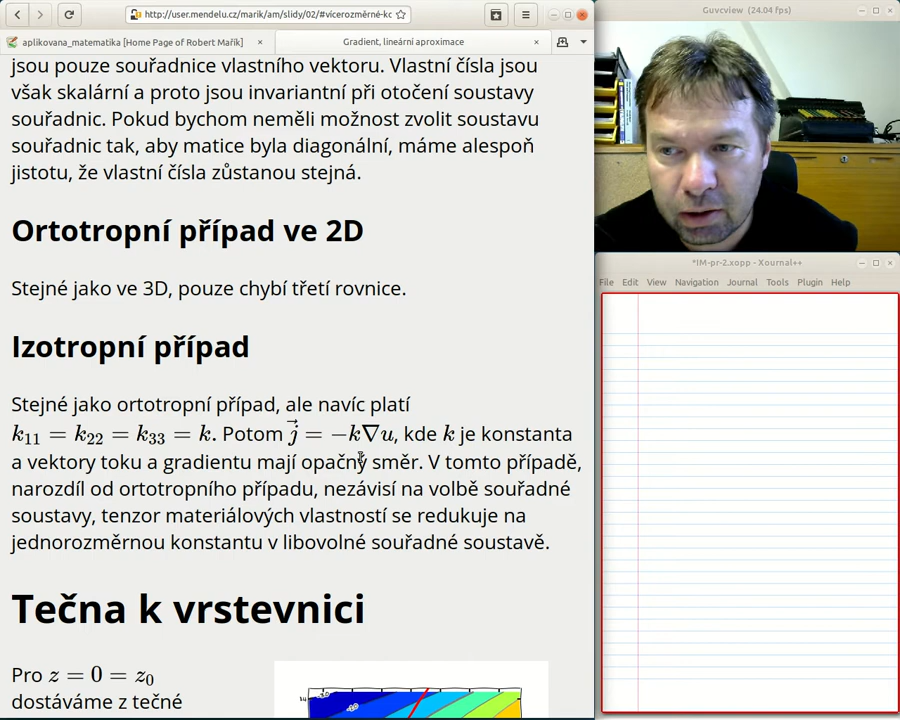 http://user.mendelu.cz/marik/am/slidy/02/#vícerozměrné-kc
Guvcview (24.04 fps)
aplikovana_matematika [Home Page of Robert Mařík]
Gradient, lineární aproximace
jsou pouze souřadnice vlastního vektoru. Vlastní čísla jsou
však skalární a proto jsou invariantní při otočení soustavy
souřadnic. Pokud bychom neměli možnost zvolit soustavu
souřadnic tak, aby matice byla diagonální, máme alespoň
jistotu, že vlastní čísla zůstanou stejná.
Ortotropní případ ve 2D
Stejné jako ve 3D, pouze chybí třetí rovnice.
Izotropní případ
Stejné jako ortotropní případ, ale navíc platí
k₁₁ = k₂₂ = k₃₃ = k. Potom j⃗ = −k∇u, kde k je konstanta
a vektory toku a gradientu mají opačný směr. V tomto případě,
narozdíl od ortotropního případu, nezávisí na volbě souřadné
soustavy, tenzor materiálových vlastností se redukuje na
jednorozměrnou konstantu v libovolné souřadné soustavě.
Tečna k vrstevnici
Pro z = 0 = z₀
dostáváme z tečné
*IM-pr-2.xopp - Xournal++
File Edit View Navigation Journal Tools Plugin Help